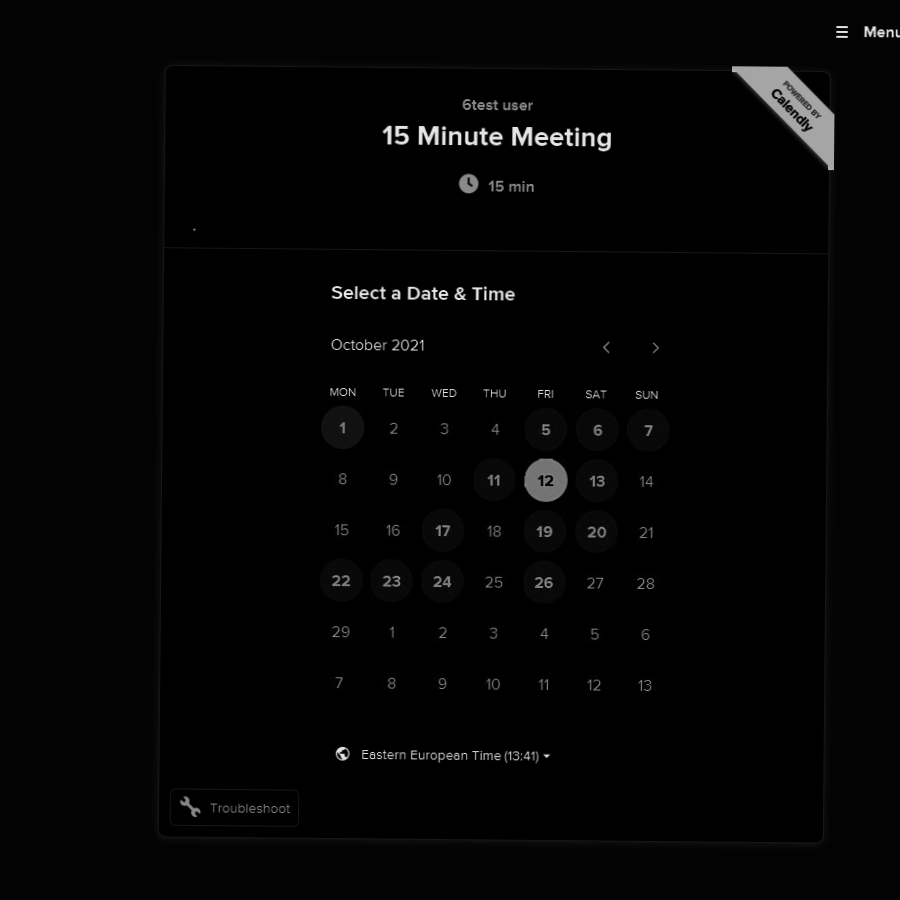 ☰ Menu
POWERED BY
Calendly
6test user
15 Minute Meeting
15 min
.
Select a Date & Time
October 2021 < >
MON TUE WED THU FRI SAT SUN
1 2 3 4 5 6 7
8 9 10 11 12 13 14
15 16 17 18 19 20 21
22 23 24 25 26 27 28
29 1 2 3 4 5 6
7 8 9 10 11 12 13
Eastern European Time (13:41)
Troubleshoot